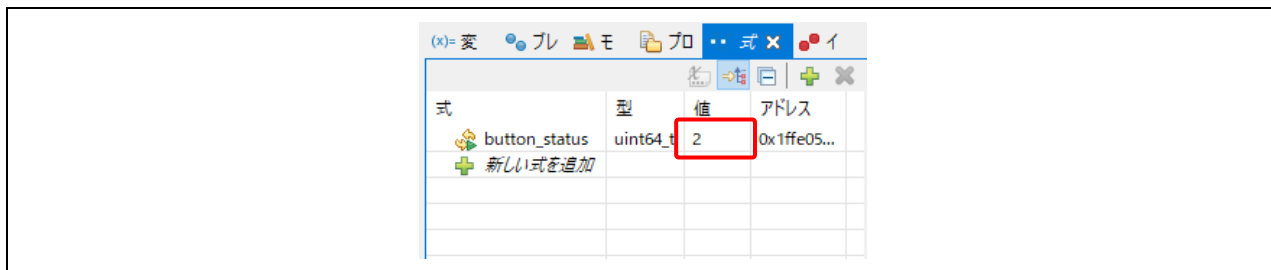 (x)= 変 ブレ モ プロ 式 イ
式 型 値 アドレス
button_status uint64_t 2 0x1ffe05...
新しい式を追加